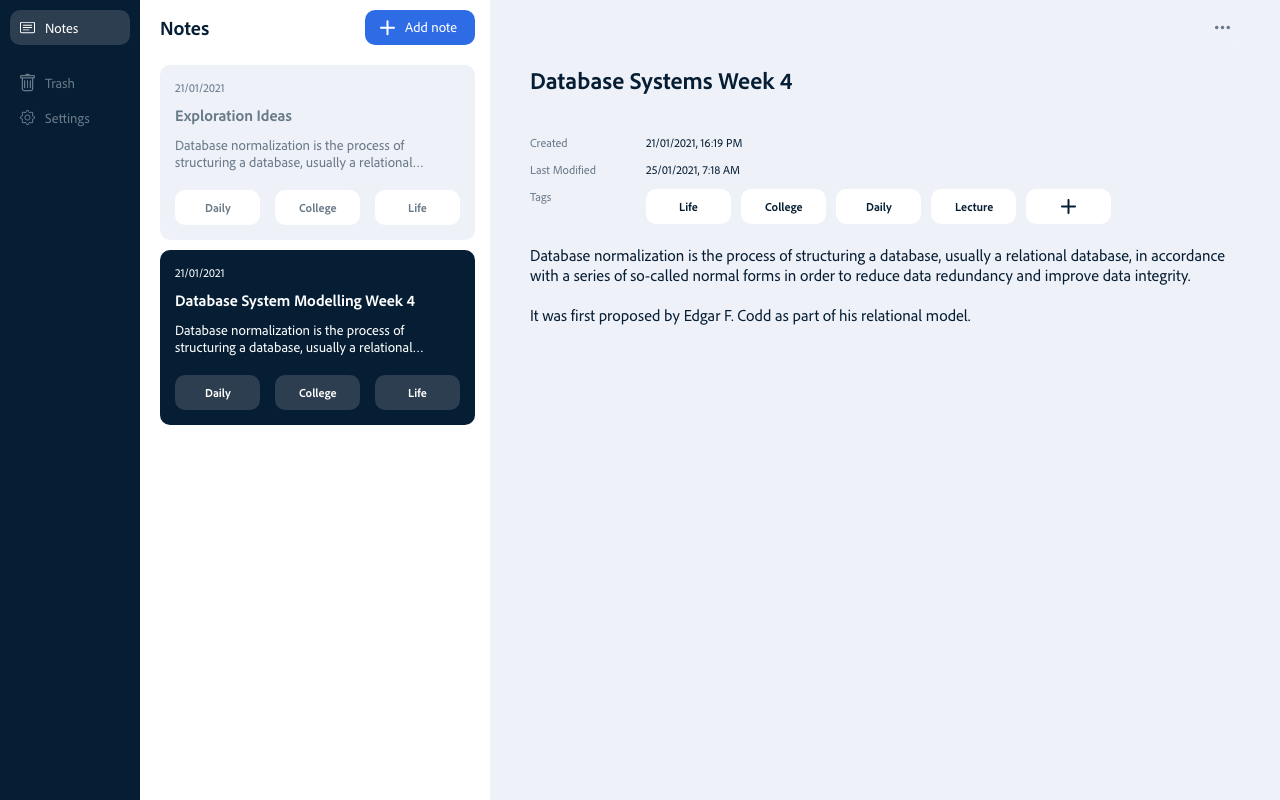 Notes
Trash
Settings
Notes
Add note
21/01/2021
Exploration Ideas
Database normalization is the process of
structuring a database, usually a relational...
Daily College Life
21/01/2021
Database System Modelling Week 4
Database normalization is the process of
structuring a database, usually a relational...
Daily College Life
Database Systems Week 4
Created 21/01/2021, 16:19 PM
Last Modified 25/01/2021, 7:18 AM
Tags Life College Daily Lecture
Database normalization is the process of structuring a database, usually a relational database, in accordance
with a series of so-called normal forms in order to reduce data redundancy and improve data integrity.
It was first proposed by Edgar F. Codd as part of his relational model.